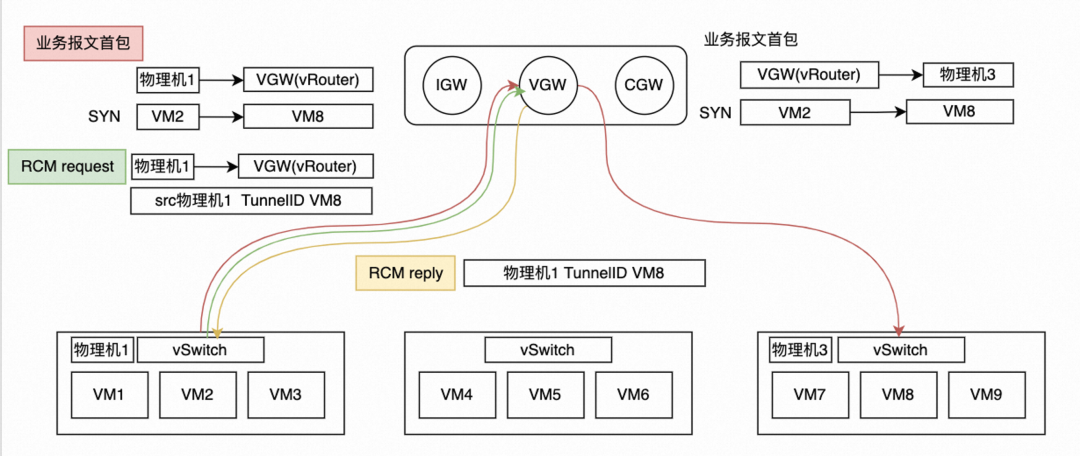 业务报文首包
物理机1
VGW(vRouter)
SYN
VM2
VM8
RCM request
物理机1
VGW(vRouter)
src物理机1 TunnelID VM8
IGW
VGW
CGW
业务报文首包
VGW(vRouter)
物理机3
SYN
VM2
VM8
RCM reply
物理机1 TunnelID VM8
物理机1
vSwitch
VM1
VM2
VM3
vSwitch
VM4
VM5
VM6
物理机3
vSwitch
VM7
VM8
VM9